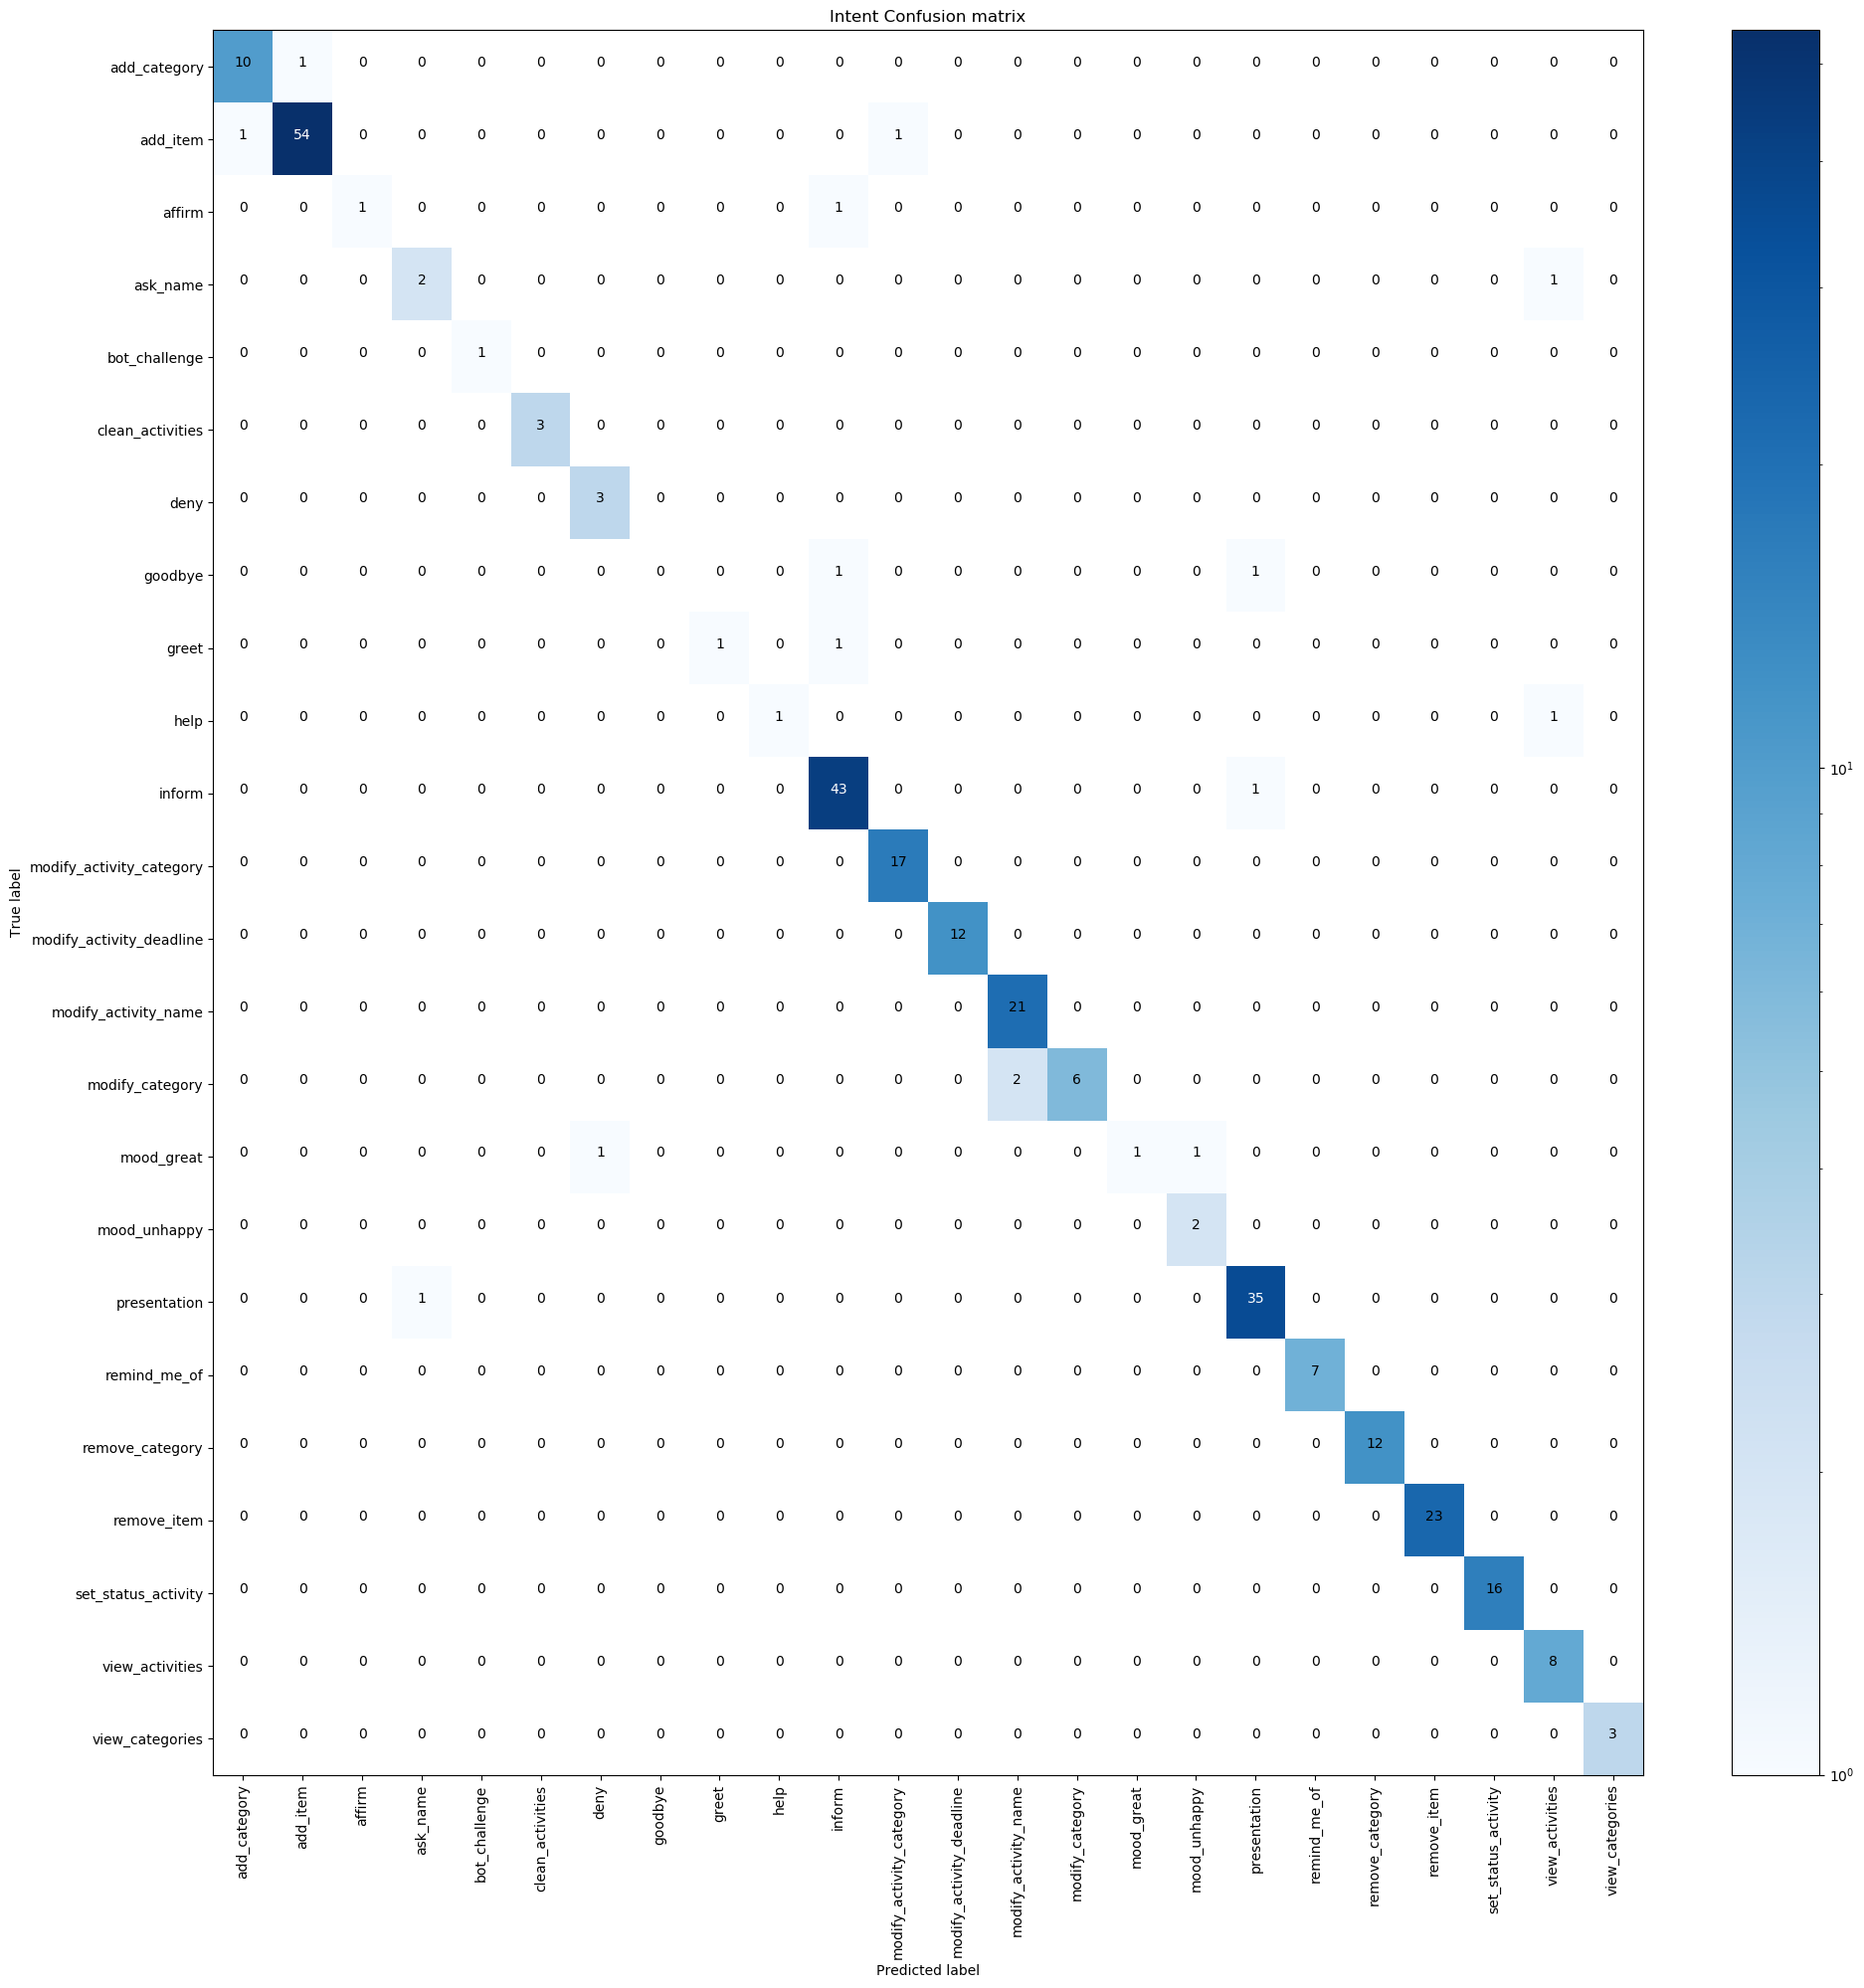 Intent Confusion matrix
add_category 10 1 0 0 0 0 0 0 0 0 0 0 0 0 0 0 0 0 0 0 0 0 0 0
add_item 1 54 0 0 0 0 0 0 0 0 0 1 0 0 0 0 0 0 0 0 0 0 0 0
affirm 0 0 1 0 0 0 0 0 0 0 1 0 0 0 0 0 0 0 0 0 0 0 0 0
ask_name 0 0 0 2 0 0 0 0 0 0 0 0 0 0 0 0 0 0 0 0 0 0 1 0
bot_challenge 0 0 0 0 1 0 0 0 0 0 0 0 0 0 0 0 0 0 0 0 0 0 0 0
clean_activities 0 0 0 0 0 3 0 0 0 0 0 0 0 0 0 0 0 0 0 0 0 0 0 0
deny 0 0 0 0 0 0 3 0 0 0 0 0 0 0 0 0 0 0 0 0 0 0 0 0
goodbye 0 0 0 0 0 0 0 0 0 0 1 0 0 0 0 0 0 1 0 0 0 0 0 0
greet 0 0 0 0 0 0 0 0 1 0 1 0 0 0 0 0 0 0 0 0 0 0 0 0
help 0 0 0 0 0 0 0 0 0 1 0 0 0 0 0 0 0 0 0 0 0 0 1 0
inform 0 0 0 0 0 0 0 0 0 0 43 0 0 0 0 0 0 1 0 0 0 0 0 0
modify_activity_category 0 0 0 0 0 0 0 0 0 0 0 17 0 0 0 0 0 0 0 0 0 0 0 0
modify_activity_deadline 0 0 0 0 0 0 0 0 0 0 0 0 12 0 0 0 0 0 0 0 0 0 0 0
modify_activity_name 0 0 0 0 0 0 0 0 0 0 0 0 0 21 0 0 0 0 0 0 0 0 0 0
modify_category 0 0 0 0 0 0 0 0 0 0 0 0 0 2 6 0 0 0 0 0 0 0 0 0
mood_great 0 0 0 0 0 0 1 0 0 0 0 0 0 0 0 1 1 0 0 0 0 0 0 0
mood_unhappy 0 0 0 0 0 0 0 0 0 0 0 0 0 0 0 0 2 0 0 0 0 0 0 0
presentation 0 0 0 1 0 0 0 0 0 0 0 0 0 0 0 0 0 35 0 0 0 0 0 0
remind_me_of 0 0 0 0 0 0 0 0 0 0 0 0 0 0 0 0 0 0 7 0 0 0 0 0
remove_category 0 0 0 0 0 0 0 0 0 0 0 0 0 0 0 0 0 0 0 12 0 0 0 0
remove_item 0 0 0 0 0 0 0 0 0 0 0 0 0 0 0 0 0 0 0 0 23 0 0 0
set_status_activity 0 0 0 0 0 0 0 0 0 0 0 0 0 0 0 0 0 0 0 0 0 16 0 0
view_activities 0 0 0 0 0 0 0 0 0 0 0 0 0 0 0 0 0 0 0 0 0 0 8 0
view_categories 0 0 0 0 0 0 0 0 0 0 0 0 0 0 0 0 0 0 0 0 0 0 0 3
True label
add_category
add_item
affirm
ask_name
bot_challenge
clean_activities
deny
goodbye
greet
help
inform
modify_activity_category
modify_activity_deadline
modify_activity_name
modify_category
mood_great
mood_unhappy
presentation
remind_me_of
remove_category
remove_item
set_status_activity
view_activities
view_categories
Predicted label
10¹
10⁰